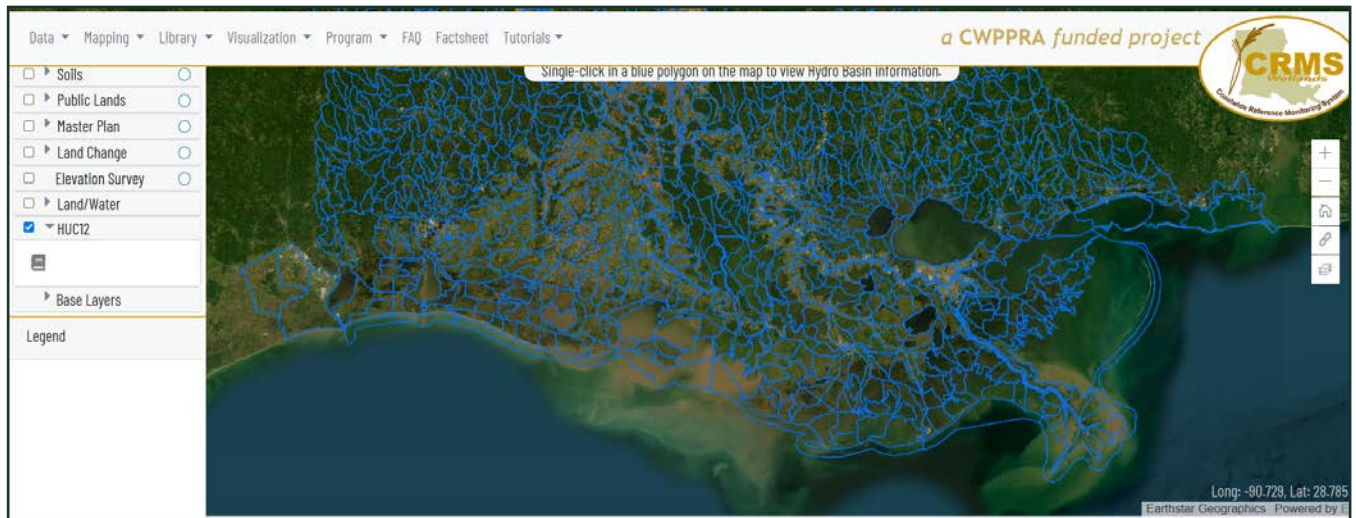 Data Mapping Library Visualization Program FAQ Factsheet Tutorials
a CWPPRA funded project
CRMS
Wetlands
Coastwide Reference Monitoring System
Single-click in a blue polygon on the map to view Hydro Basin information.
Soils
Public Lands
Master Plan
Land Change
Elevation Survey
Land/Water
HUC12
Base Layers
Legend
+
−
Long: -90.729, Lat: 28.785
Earthstar Geographics Powered by E